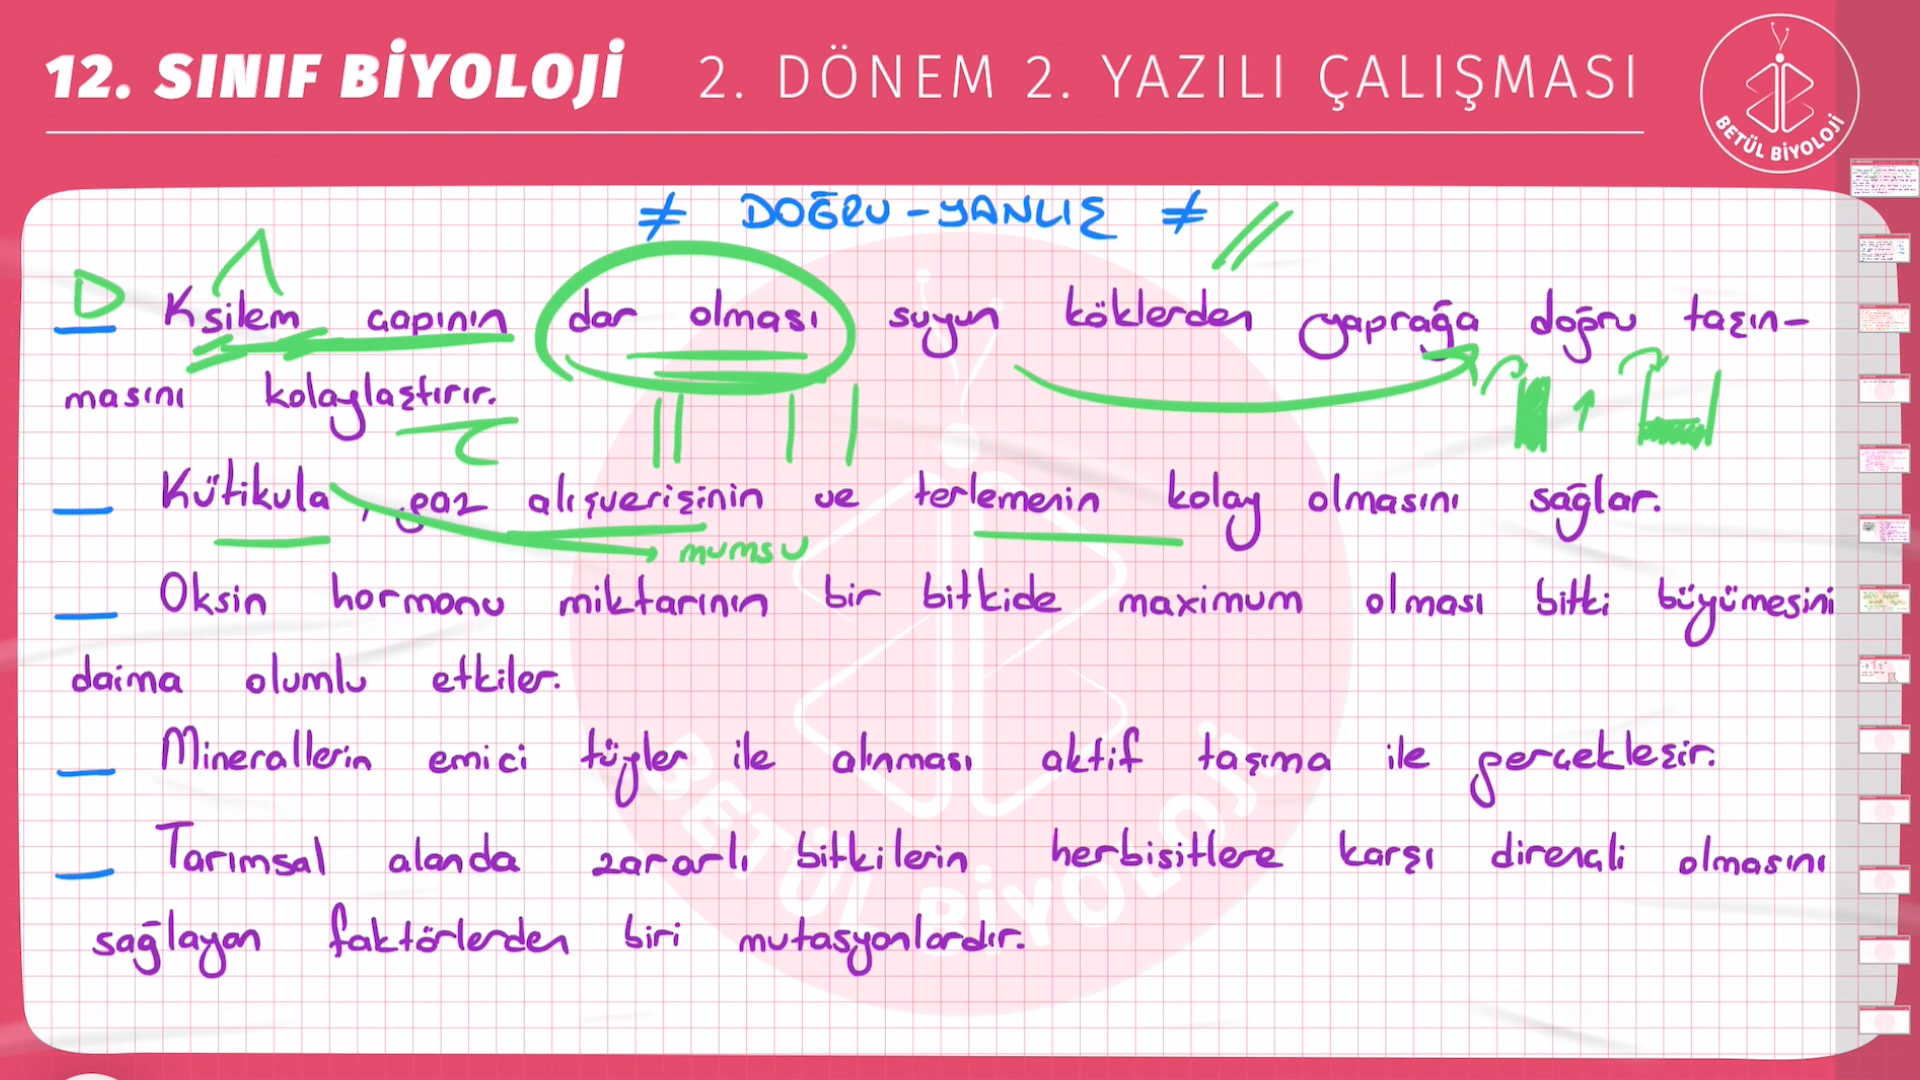 12. SINIF BİYOLOJİ 2. DÖNEM 2. YAZILI ÇALIŞMASI
BETÜL BİYOLOJİ
≠ DOĞRU-YANLIŞ ≠
D Ksilem çapının dar olması suyun köklerden yaprağa doğru taşın-
masını kolaylaştırır.
Kütikula, gaz alışverişinin ve terlemenin kolay olmasını sağlar.
mumsu
Oksin hormonu miktarının bir bitkide maximum olması bitki büyümesini
daima olumlu etkiler.
Minerallerin emici tüyler ile alınması aktif taşıma ile gerçekleşir.
Tarımsal alanda zararlı bitkilerin herbisitlere karşı dirençli olmasını
sağlayan faktörlerden biri mutasyonlardır.
BETÜL BİYOLOJİ